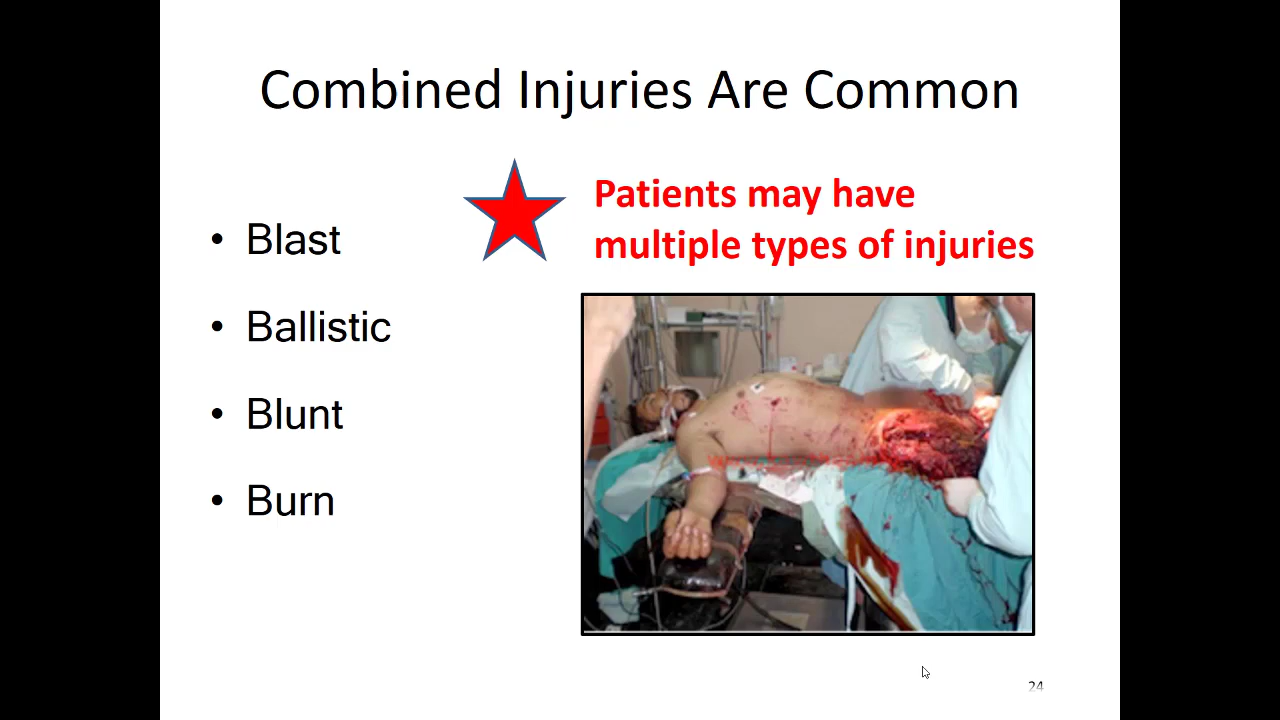 Combined Injuries Are Common
• Blast
• Ballistic
• Blunt
• Burn
Patients may have
multiple types of injuries
24